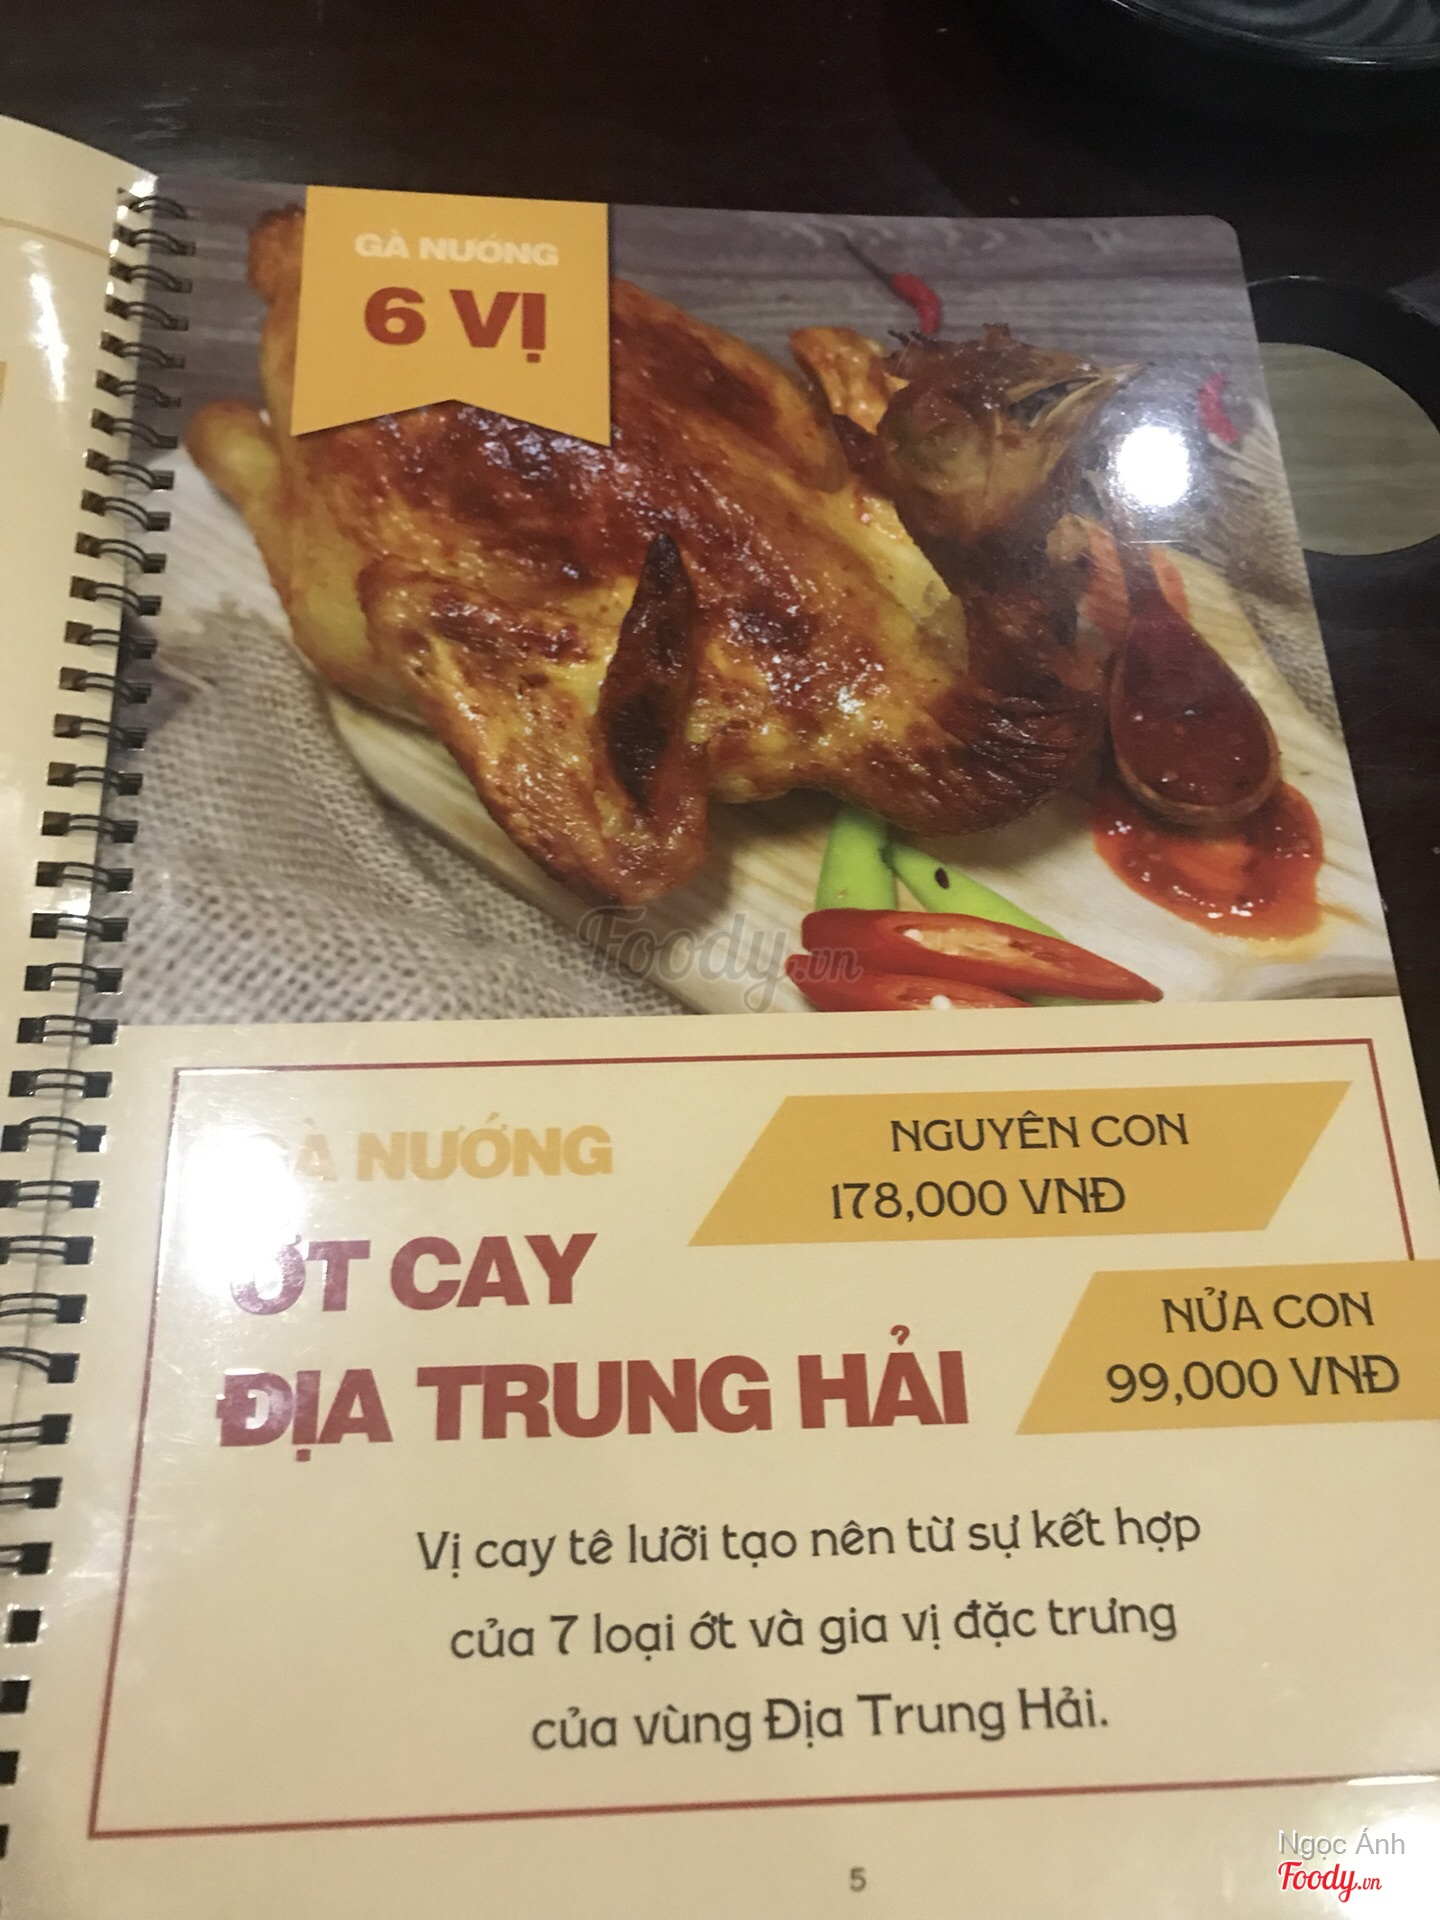 GÀ NƯỚNG
6 VỊ
Foody.vn
GÀ NƯỚNG
ỚT CAY
ĐỊA TRUNG HẢI
NGUYÊN CON
178,000 VNĐ
NỬA CON
99,000 VNĐ
Vị cay tê lưỡi tạo nên từ sự kết hợp
của 7 loại ớt và gia vị đặc trưng
của vùng Địa Trung Hải.
5
Ngọc Ánh
Foody.vn